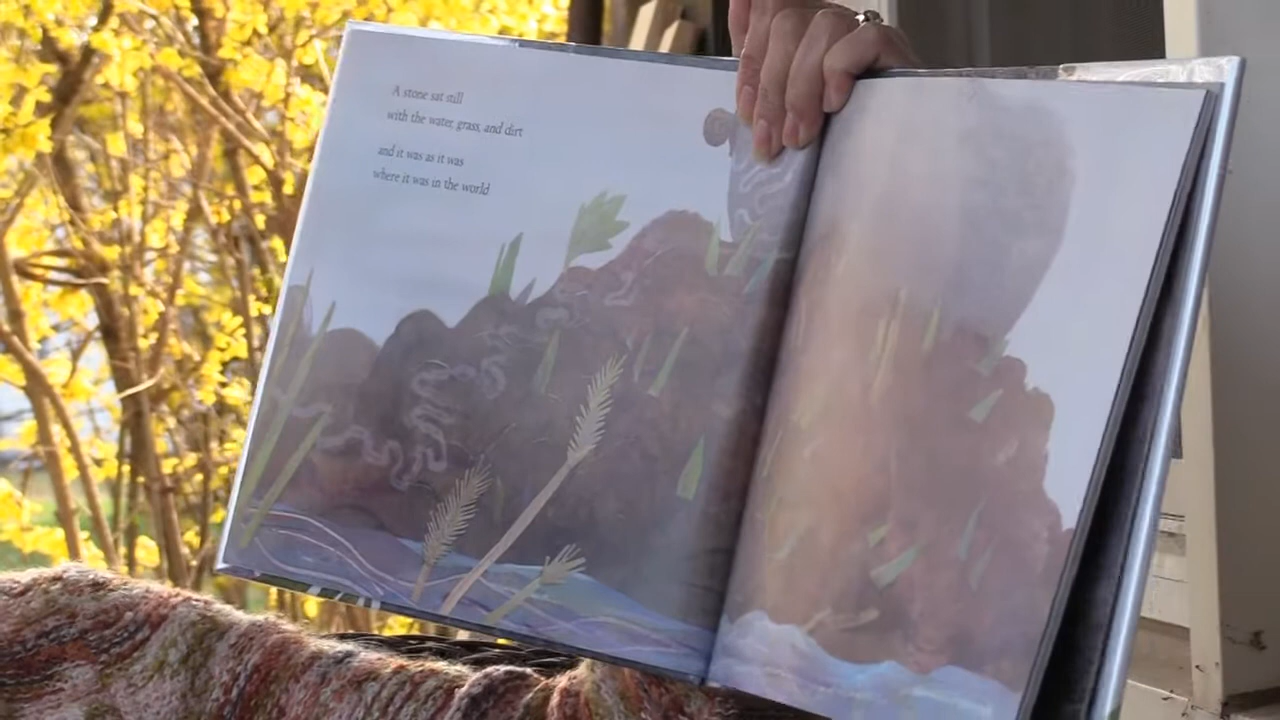 A stone sat still
with the water, grass, and dirt
and it was as it was
where it was in the world